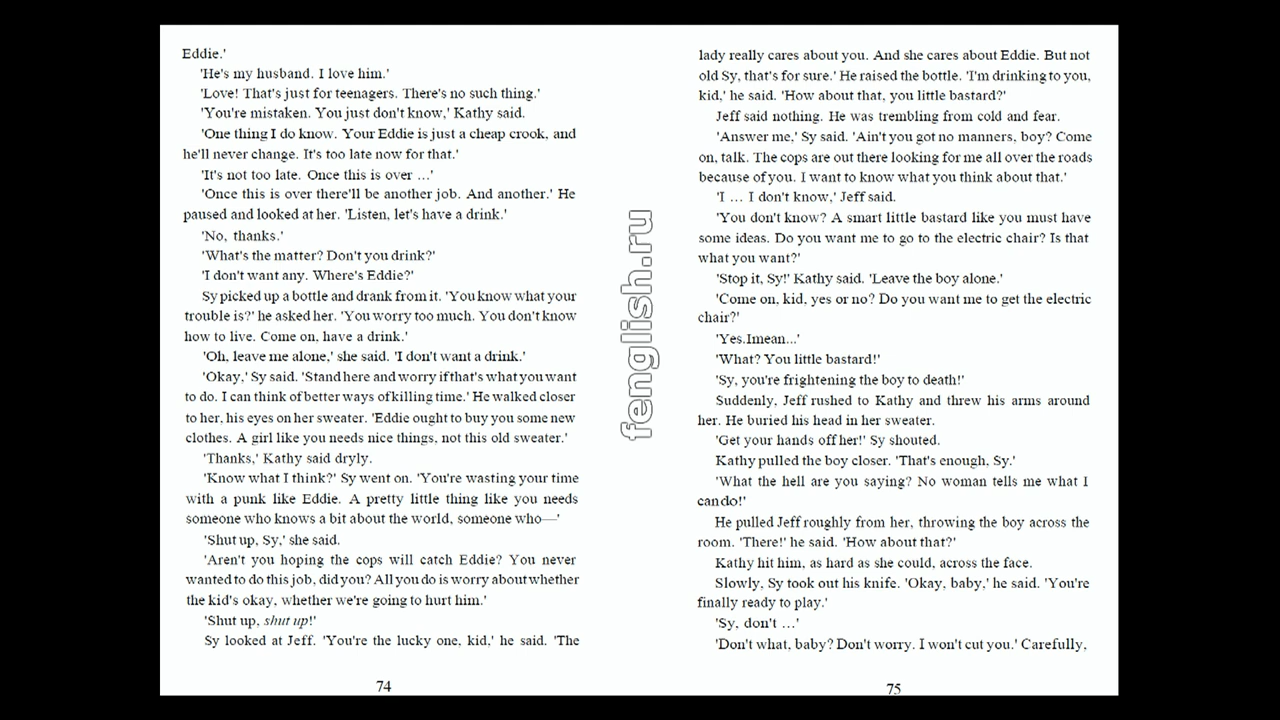 Eddie.'
'He's my husband. I love him.'
'Love! That's just for teenagers. There's no such thing.'
'You're mistaken. You just don't know,' Kathy said.
'One thing I do know. Your Eddie is just a cheap crook, and
he'll never change. It's too late now for that.'
'It's not too late. Once this is over ...'
'Once this is over there'll be another job. And another.' He
paused and looked at her. 'Listen, let's have a drink.'
'No, thanks.'
'What's the matter? Don't you drink?'
'I don't want any. Where's Eddie?'
Sy picked up a bottle and drank from it. 'You know what your
trouble is?' he asked her. 'You worry too much. You don't know
how to live. Come on, have a drink.'
'Oh, leave me alone,' she said. 'I don't want a drink.'
'Okay,' Sy said. 'Stand here and worry if that's what you want
to do. I can think of better ways of killing time.' He walked closer
to her, his eyes on her sweater. 'Eddie ought to buy you some new
clothes. A girl like you needs nice things, not this old sweater.'
'Thanks,' Kathy said dryly.
'Know what I think?' Sy went on. 'You're wasting your time
with a punk like Eddie. A pretty little thing like you needs
someone who knows a bit about the world, someone who—'
'Shut up, Sy,' she said.
'Aren't you hoping the cops will catch Eddie? You never
wanted to do this job, did you? All you do is worry about whether
the kid's okay, whether we're going to hurt him.'
'Shut up, shut up!'
Sy looked at Jeff. 'You're the lucky one, kid,' he said. 'The
74
fenglish.ru
lady really cares about you. And she cares about Eddie. But not
old Sy, that's for sure.' He raised the bottle. 'I'm drinking to you,
kid,' he said. 'How about that, you little bastard?'
Jeff said nothing. He was trembling from cold and fear.
'Answer me,' Sy said. 'Ain't you got no manners, boy? Come
on, talk. The cops are out there looking for me all over the roads
because of you. I want to know what you think about that.'
'I ... I don't know,' Jeff said.
'You don't know? A smart little bastard like you must have
some ideas. Do you want me to go to the electric chair? Is that
what you want?'
'Stop it, Sy!' Kathy said. 'Leave the boy alone.'
'Come on, kid, yes or no? Do you want me to get the electric
chair?'
'Yes.Imean...'
'What? You little bastard!'
'Sy, you're frightening the boy to death!'
Suddenly, Jeff rushed to Kathy and threw his arms around
her. He buried his head in her sweater.
'Get your hands off her!' Sy shouted.
Kathy pulled the boy closer. 'That's enough, Sy.'
'What the hell are you saying? No woman tells me what I
can do!'
He pulled Jeff roughly from her, throwing the boy across the
room. 'There!' he said. 'How about that?'
Kathy hit him, as hard as she could, across the face.
Slowly, Sy took out his knife. 'Okay, baby,' he said. 'You're
finally ready to play.'
'Sy, don't ...'
'Don't what, baby? Don't worry. I won't cut you.' Carefully,
75